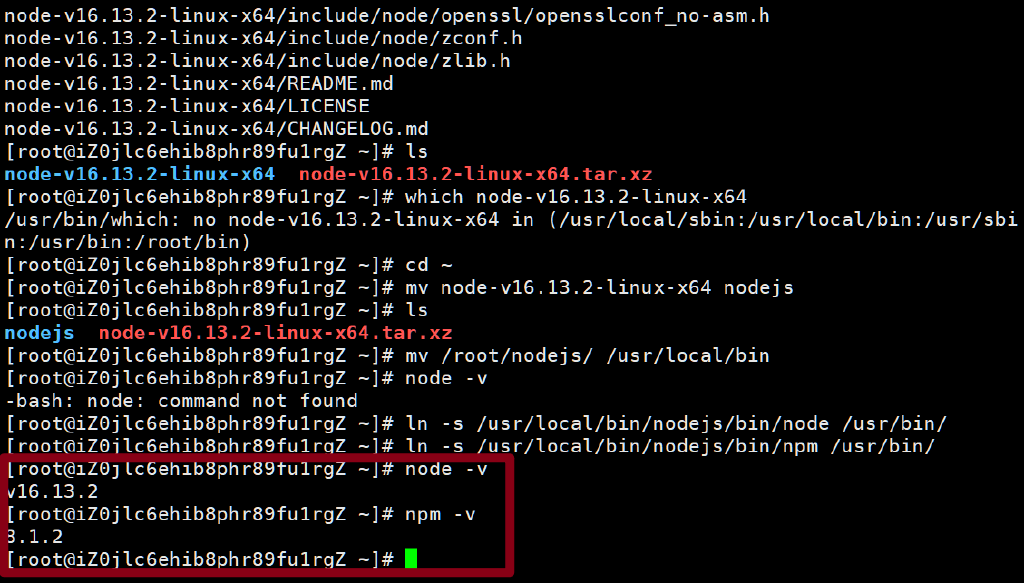 node-v16.13.2-linux-x64/include/node/openssl/opensslconf_no-asm.h
node-v16.13.2-linux-x64/include/node/zconf.h
node-v16.13.2-linux-x64/include/node/zlib.h
node-v16.13.2-linux-x64/README.md
node-v16.13.2-linux-x64/LICENSE
node-v16.13.2-linux-x64/CHANGELOG.md
[root@iZ0jlc6ehib8phr89fu1rgZ ~]# ls
node-v16.13.2-linux-x64  node-v16.13.2-linux-x64.tar.xz
[root@iZ0jlc6ehib8phr89fu1rgZ ~]# which node-v16.13.2-linux-x64
/usr/bin/which: no node-v16.13.2-linux-x64 in (/usr/local/sbin:/usr/local/bin:/usr/sbi
n:/usr/bin:/root/bin)
[root@iZ0jlc6ehib8phr89fu1rgZ ~]# cd ~
[root@iZ0jlc6ehib8phr89fu1rgZ ~]# mv node-v16.13.2-linux-x64 nodejs
[root@iZ0jlc6ehib8phr89fu1rgZ ~]# ls
nodejs  node-v16.13.2-linux-x64.tar.xz
[root@iZ0jlc6ehib8phr89fu1rgZ ~]# mv /root/nodejs/ /usr/local/bin
[root@iZ0jlc6ehib8phr89fu1rgZ ~]# node -v
-bash: node: command not found
[root@iZ0jlc6ehib8phr89fu1rgZ ~]# ln -s /usr/local/bin/nodejs/bin/node /usr/bin/
[root@iZ0jlc6ehib8phr89fu1rgZ ~]# ln -s /usr/local/bin/nodejs/bin/npm /usr/bin/
[root@iZ0jlc6ehib8phr89fu1rgZ ~]# node -v
v16.13.2
[root@iZ0jlc6ehib8phr89fu1rgZ ~]# npm -v
8.1.2
[root@iZ0jlc6ehib8phr89fu1rgZ ~]#